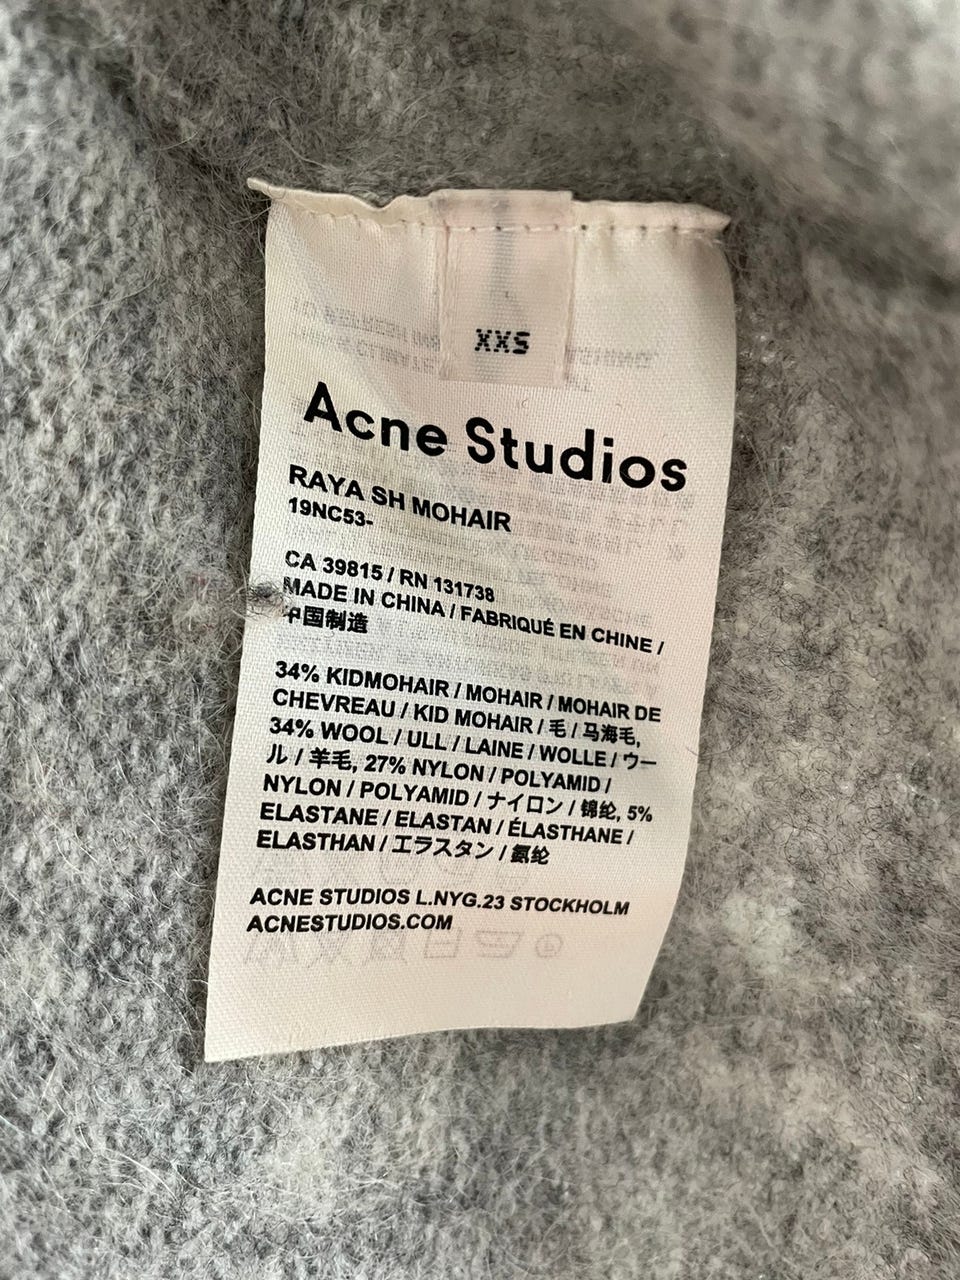 XXS
Acne Studios
RAYA SH MOHAIR
19NC53-
CA 39815 / RN 131738
MADE IN CHINA / FABRIQUÉ EN CHINE /
中国制造
34% KIDMOHAIR / MOHAIR / MOHAIR DE
CHEVREAU / KID MOHAIR / 毛 / 马海毛,
34% WOOL / ULL / LAINE / WOLLE / ウー
ル / 羊毛, 27% NYLON / POLYAMID /
NYLON / POLYAMID / ナイロン / 锦纶, 5%
ELASTANE / ELASTAN / ÉLASTHANE /
ELASTHAN / エラスタン / 氨纶
ACNE STUDIOS L.NYG.23 STOCKHOLM
ACNESTUDIOS.COM